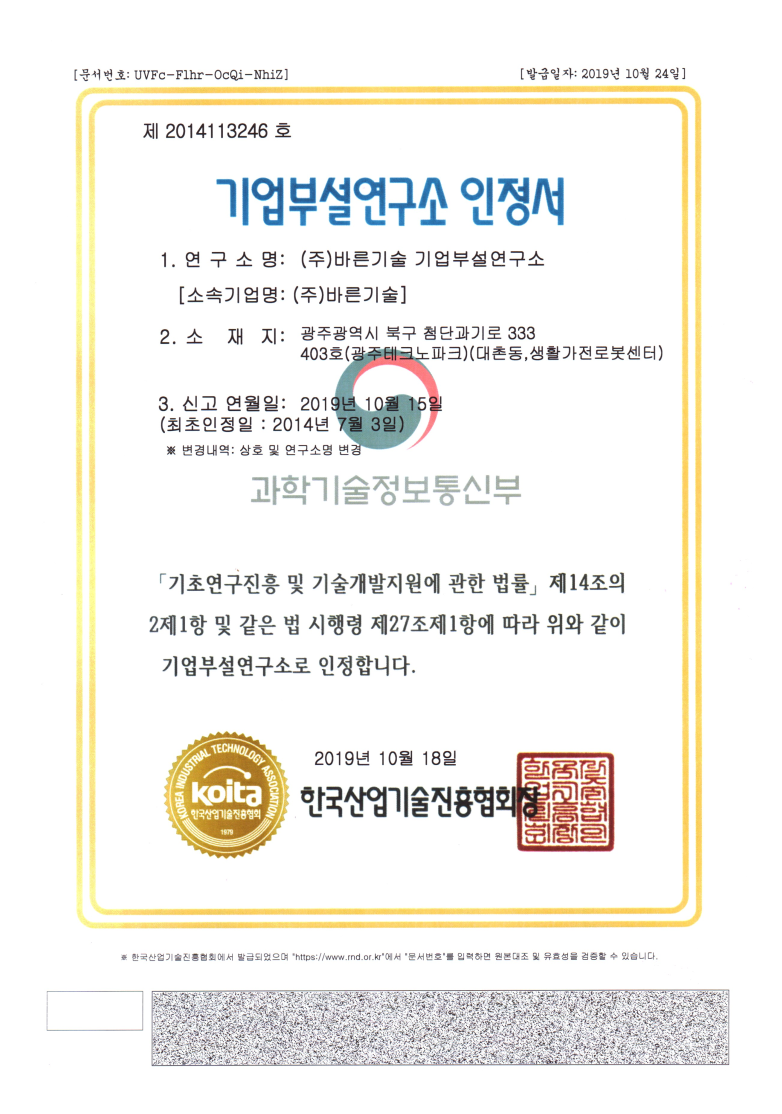 [문서번호: UVFc-Flhr-OcQi-NhiZ]
[발급일자: 2019년 10월 24일]
제 2014113246 호
기업부설연구소 인정서
1. 연 구 소 명: (주)바른기술 기업부설연구소
[소속기업명: (주)바른기술]
2. 소 재 지: 광주광역시 북구 첨단과기로 333
403호(광주테크노파크)(대촌동,생활가전로봇센터)
3. 신고 연월일: 2019년 10월 15일
(최초인정일 : 2014년 7월 3일)
※ 변경내역: 상호 및 연구소명 변경
과학기술정보통신부
「기초연구진흥 및 기술개발지원에 관한 법률」 제14조의
2제1항 및 같은 법 시행령 제27조제1항에 따라 위와 같이
기업부설연구소로 인정합니다.
2019년 10월 18일
한국산업기술진흥협회장
KOREA INDUSTRIAL TECHNOLOGY ASSOCIATION
koita
한국산업기술진흥협회
1979
※ 한국산업기술진흥협회에서 발급되었으며 "https://www.rnd.or.kr"에서 "문서번호"를 입력하면 원본대조 및 유효성을 검증할 수 있습니다.